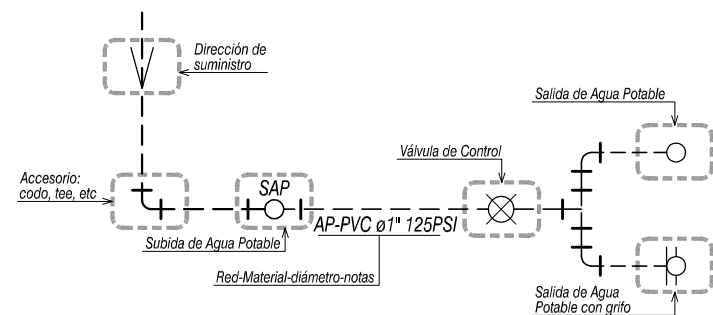 Dirección de
suministro
Salida de Agua Potable
Válvula de Control
Accesorio:
codo, tee, etc
SAP
AP-PVC ø1" 125PSI
Subida de Agua Potable
Red-Material-diámetro-notas
Salida de Agua
Potable con grifo